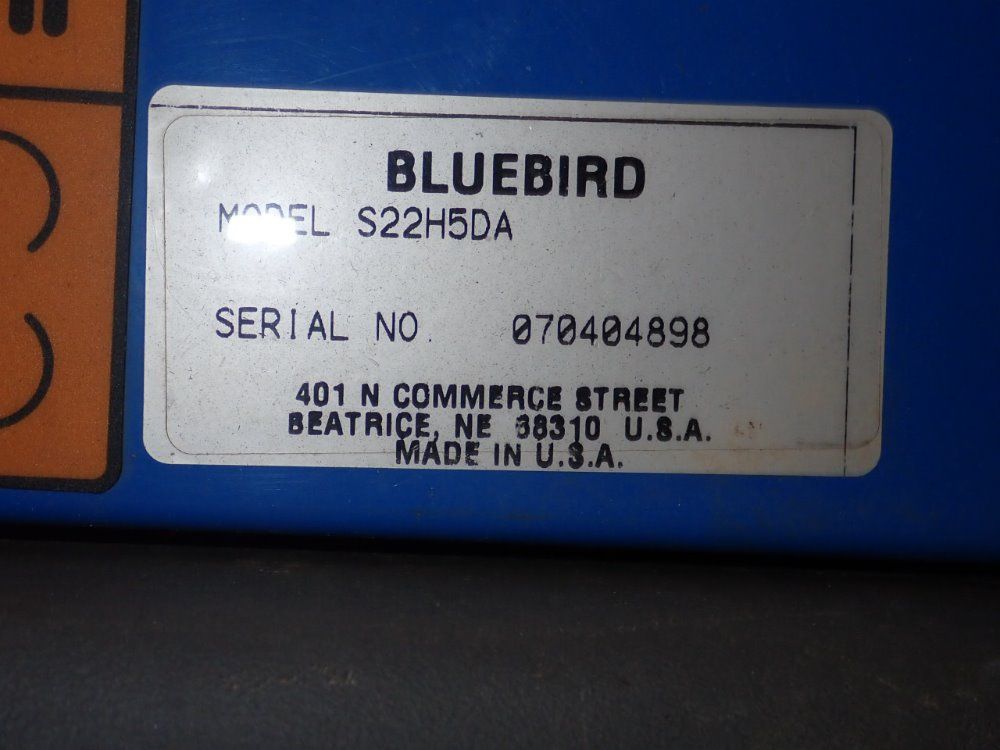 BLUEBIRD
MODEL S22H5DA
SERIAL NO. 070404898
401 N COMMERCE STREET
BEATRICE, NE 68310 U.S.A.
MADE IN U.S.A.